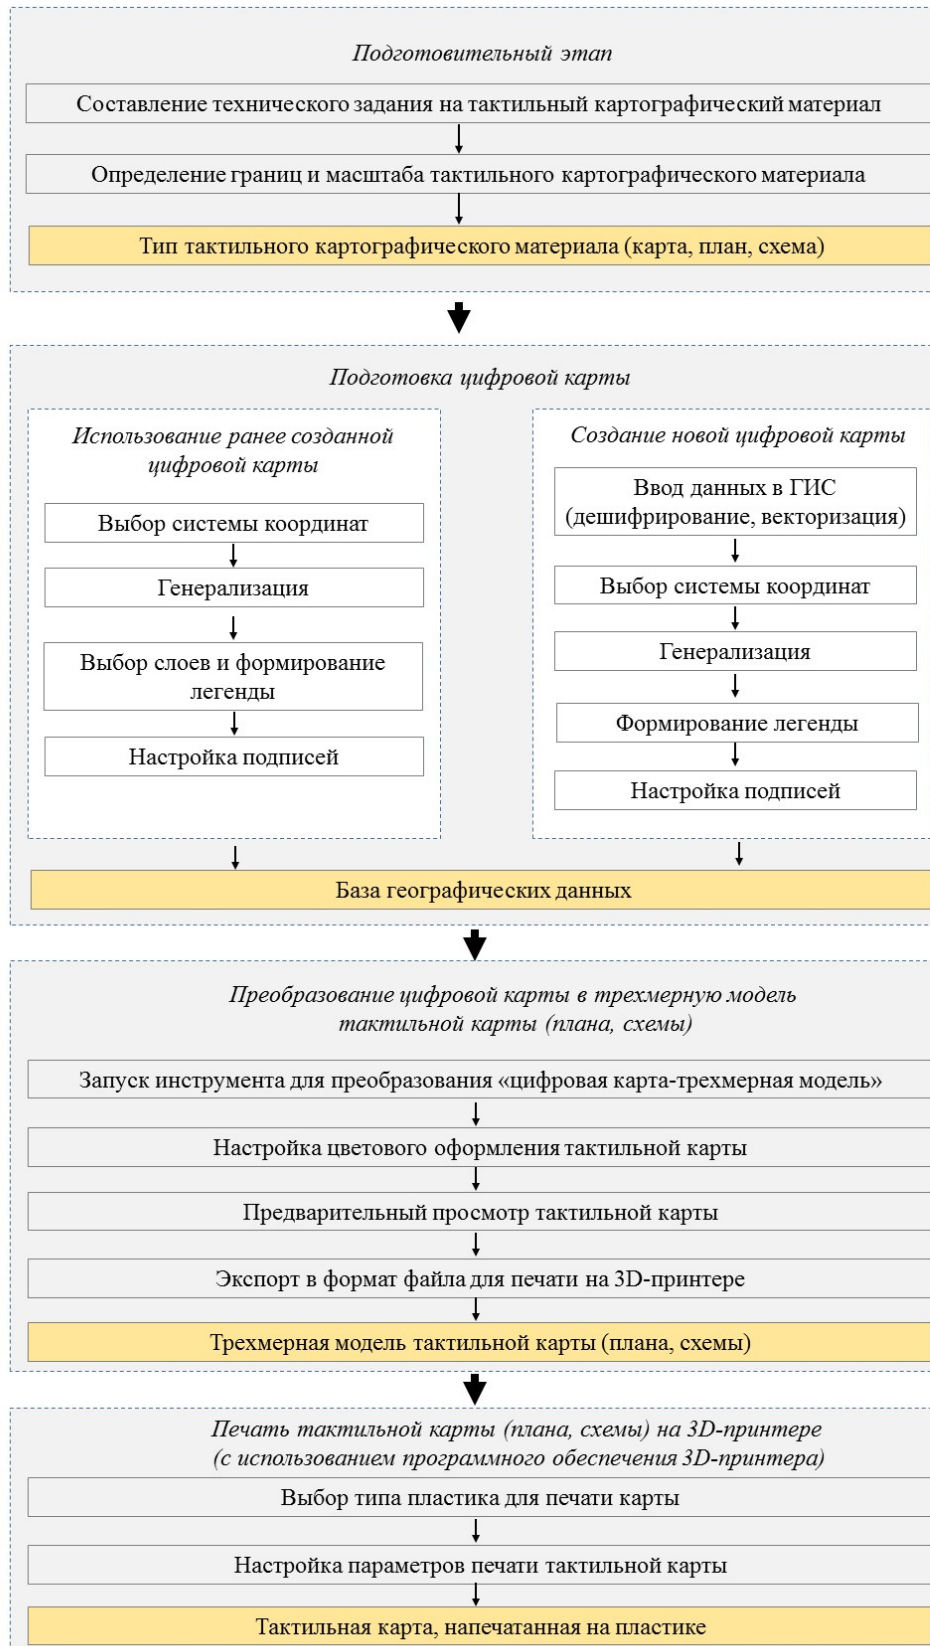 Подготовительный этап
Составление технического задания на тактильный картографический материал
Определение границ и масштаба тактильного картографического материала
Тип тактильного картографического материала (карта, план, схема)
Подготовка цифровой карты
Использование ранее созданной
цифровой карты
Выбор системы координат
Генерализация
Выбор слоев и формирование
легенды
Настройка подписей
Создание новой цифровой карты
Ввод данных в ГИС
(дешифрирование, векторизация)
Выбор системы координат
Генерализация
Формирование легенды
Настройка подписей
База географических данных
Преобразование цифровой карты в трехмерную модель
тактильной карты (плана, схемы)
Запуск инструмента для преобразования «цифровая карта-трехмерная модель»
Настройка цветового оформления тактильной карты
Предварительный просмотр тактильной карты
Экспорт в формат файла для печати на 3D-принтере
Трехмерная модель тактильной карты (плана, схемы)
Печать тактильной карты (плана, схемы) на 3D-принтере
(с использованием программного обеспечения 3D-принтера)
Выбор типа пластика для печати карты
Настройка параметров печати тактильной карты
Тактильная карта, напечатанная на пластике